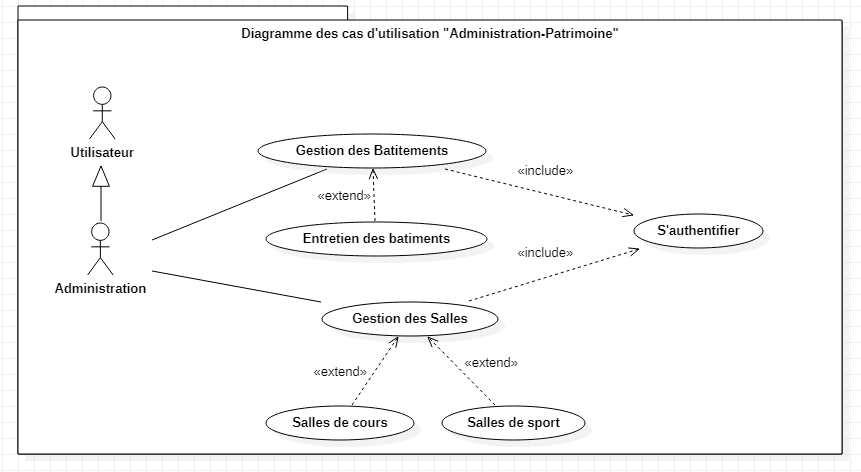 Diagramme des cas d'utilisation "Administration-Patrimoine"
Utilisateur
Gestion des Batitements
«include»
«extend»
Entretien des batiments
S'authentifier
«include»
Administration
Gestion des Salles
«extend»
«extend»
Salles de cours
Salles de sport